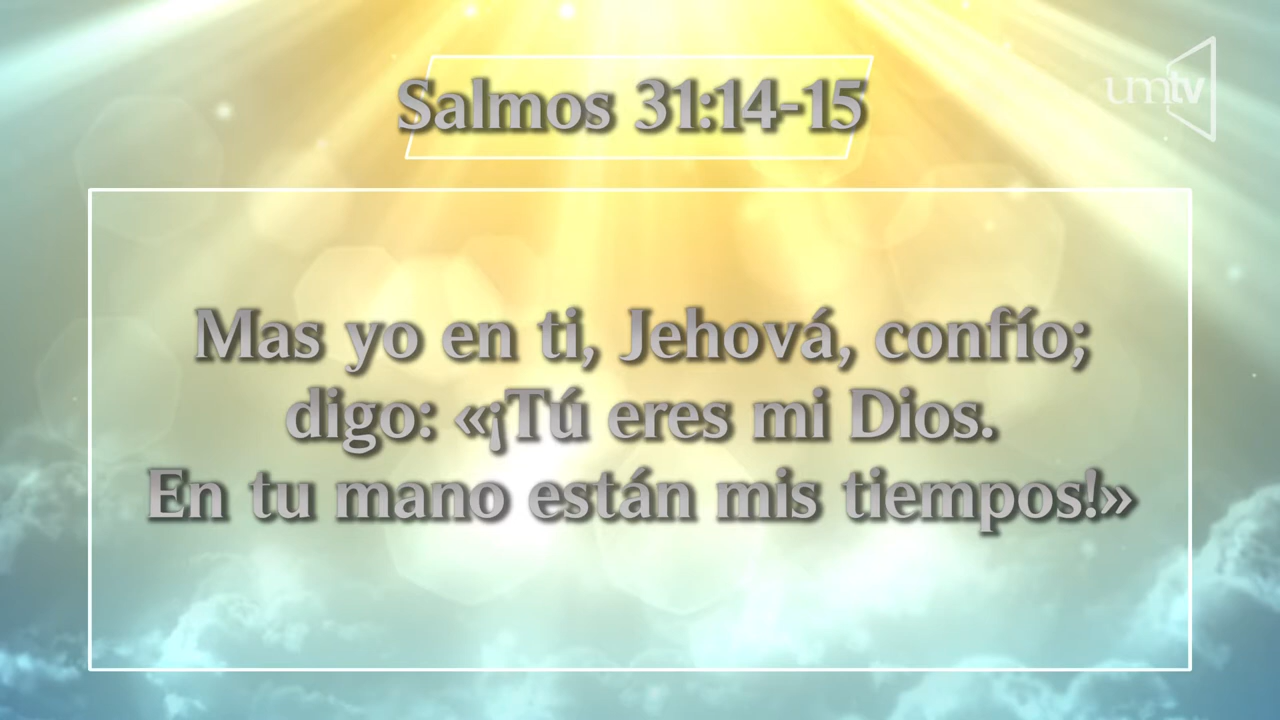 Salmos 31:14-15
umtv
Mas yo en ti, Jehová, confío;
digo: «¡Tú eres mi Dios.
En tu mano están mis tiempos!»